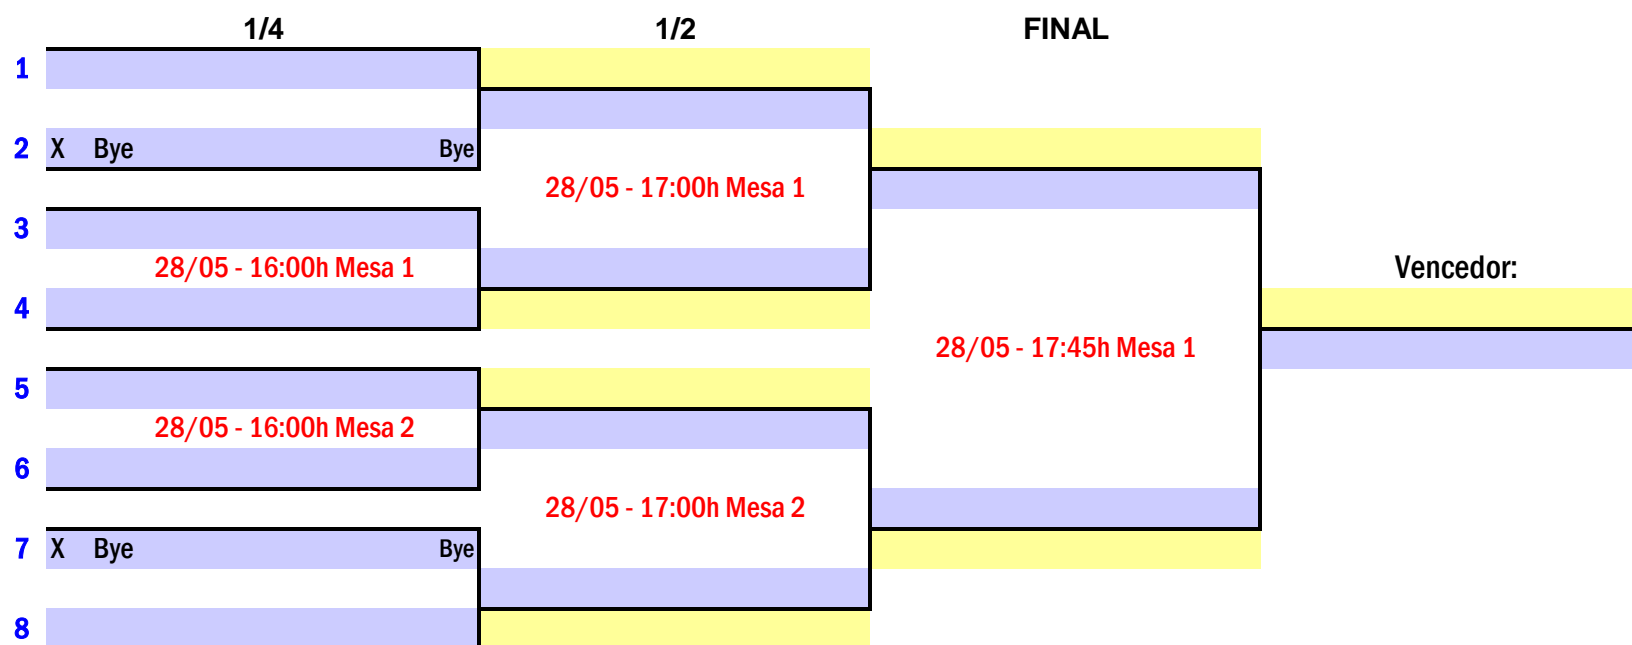 1/4 1/2 FINAL
1
2 X Bye Bye
28/05 - 17:00h Mesa 1
3
28/05 - 16:00h Mesa 1 Vencedor:
4
28/05 - 17:45h Mesa 1
5
28/05 - 16:00h Mesa 2
6
28/05 - 17:00h Mesa 2
7 X Bye Bye
8